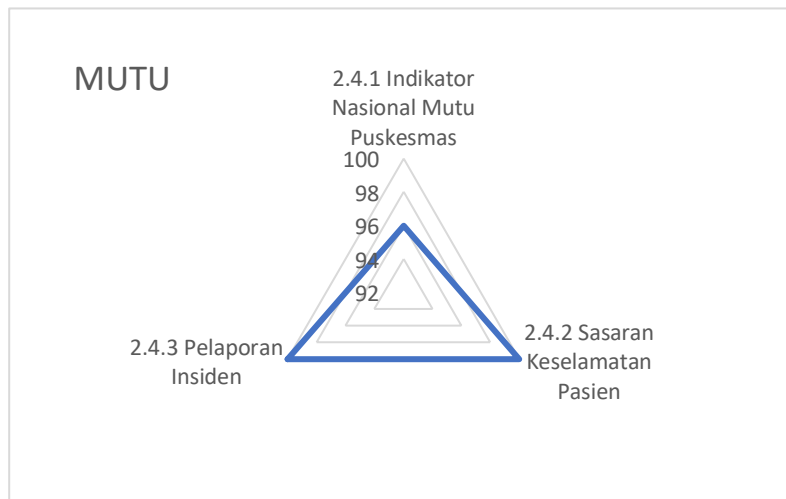 MUTU
2.4.1 Indikator
Nasional Mutu
Puskesmas
100
98
96
94
92
2.4.3 Pelaporan
Insiden
2.4.2 Sasaran
Keselamatan
Pasien